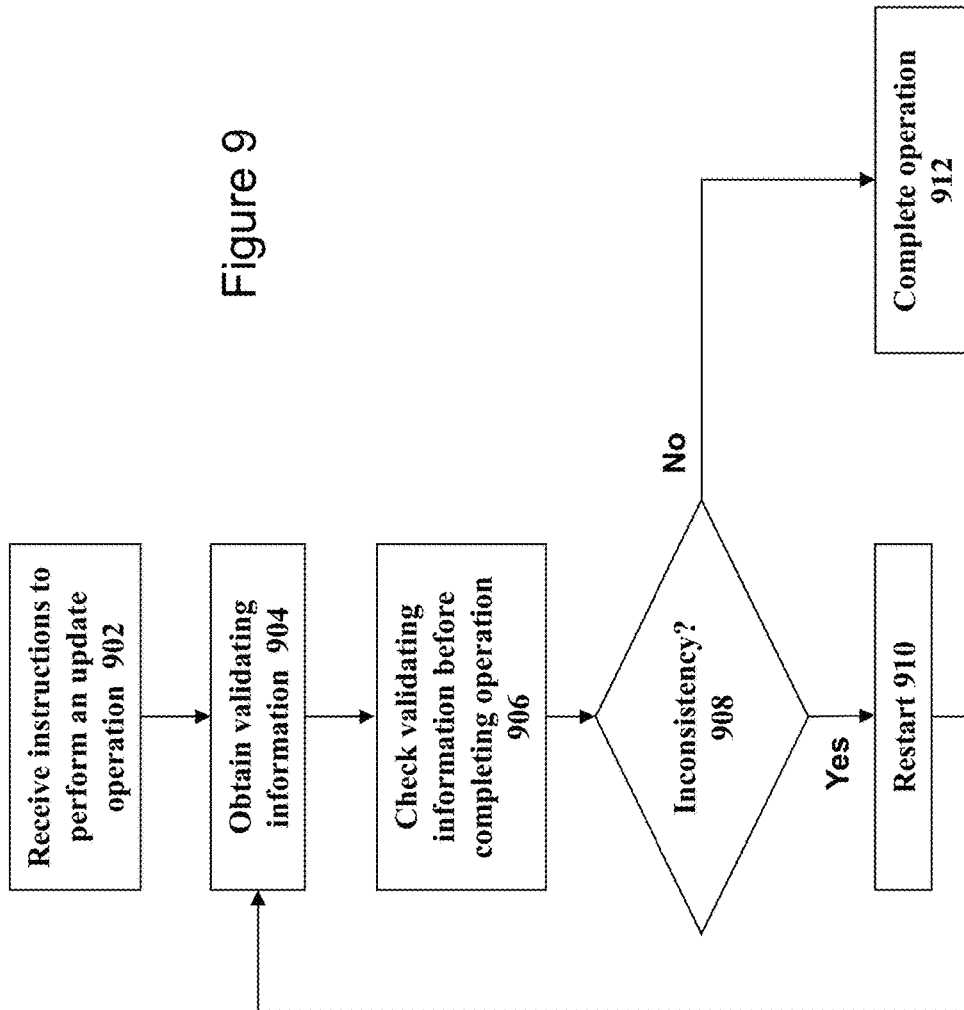 Figure 9
Receive instructions to
perform an update
operation 902
Obtain validating
information 904
Check validating
information before
completing operation
906
Inconsistency?
908
No
Yes
Restart 910
Complete operation
912